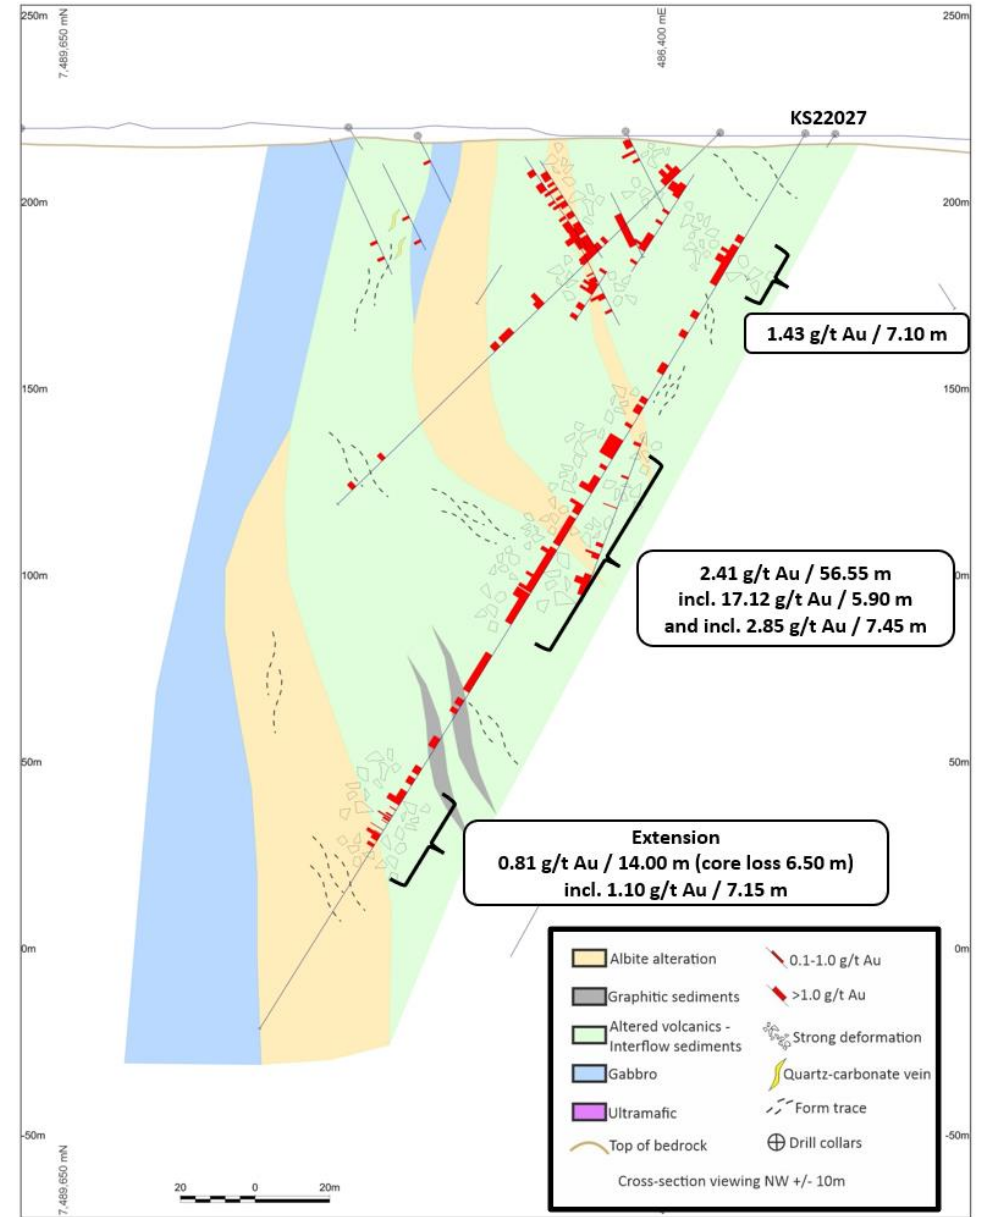 250m
7,489,650 mN
486,400 mE
250m
KS22027
200m
200m
1.43 g/t Au / 7.10 m
150m
150m
100m
0m
2.41 g/t Au / 56.55 m
incl. 17.12 g/t Au / 5.90 m
and incl. 2.85 g/t Au / 7.45 m
50m
50m
Extension
0.81 g/t Au / 14.00 m (core loss 6.50 m)
incl. 1.10 g/t Au / 7.15 m
0m
0m
Albite alteration
0.1-1.0 g/t Au
Graphitic sediments
>1.0 g/t Au
Altered volcanics -
Interflow sediments
Strong deformation
Gabbro
Quartz-carbonate vein
Ultramafic
Form trace
Top of bedrock
Drill collars
Cross-section viewing NW +/- 10m
-50m
-50m
7,489,650 mN
20 0 20m